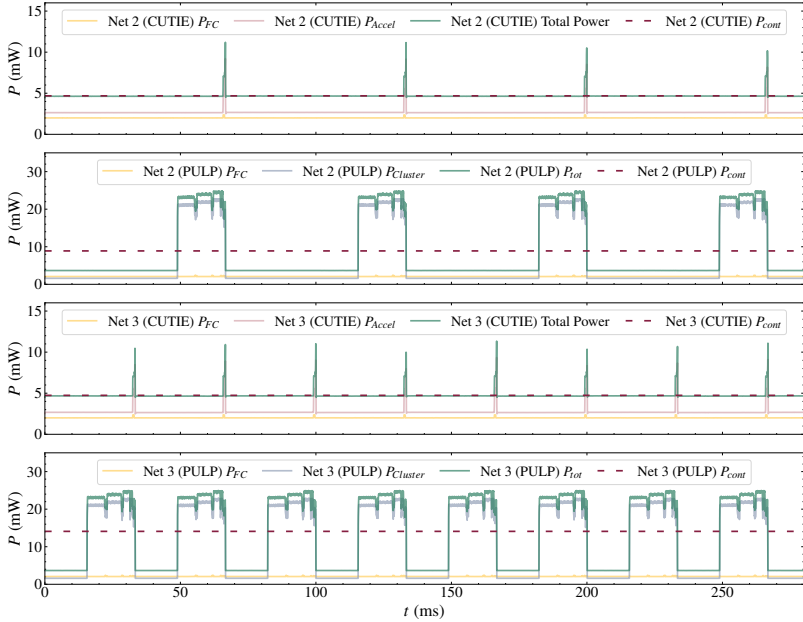 Net 2 (CUTIE) P_FC Net 2 (CUTIE) P_Accel Net 2 (CUTIE) Total Power Net 2 (CUTIE) P_cont
15
10
5
0
P (mW)
Net 2 (PULP) P_FC Net 2 (PULP) P_Cluster Net 2 (PULP) P_tot Net 2 (PULP) P_cont
30
20
10
0
P (mW)
Net 3 (CUTIE) P_FC Net 3 (CUTIE) P_Accel Net 3 (CUTIE) Total Power Net 3 (CUTIE) P_cont
15
10
5
0
P (mW)
Net 3 (PULP) P_FC Net 3 (PULP) P_Cluster Net 3 (PULP) P_tot Net 3 (PULP) P_cont
30
20
10
0
P (mW)
0 50 100 150 200 250
t (ms)